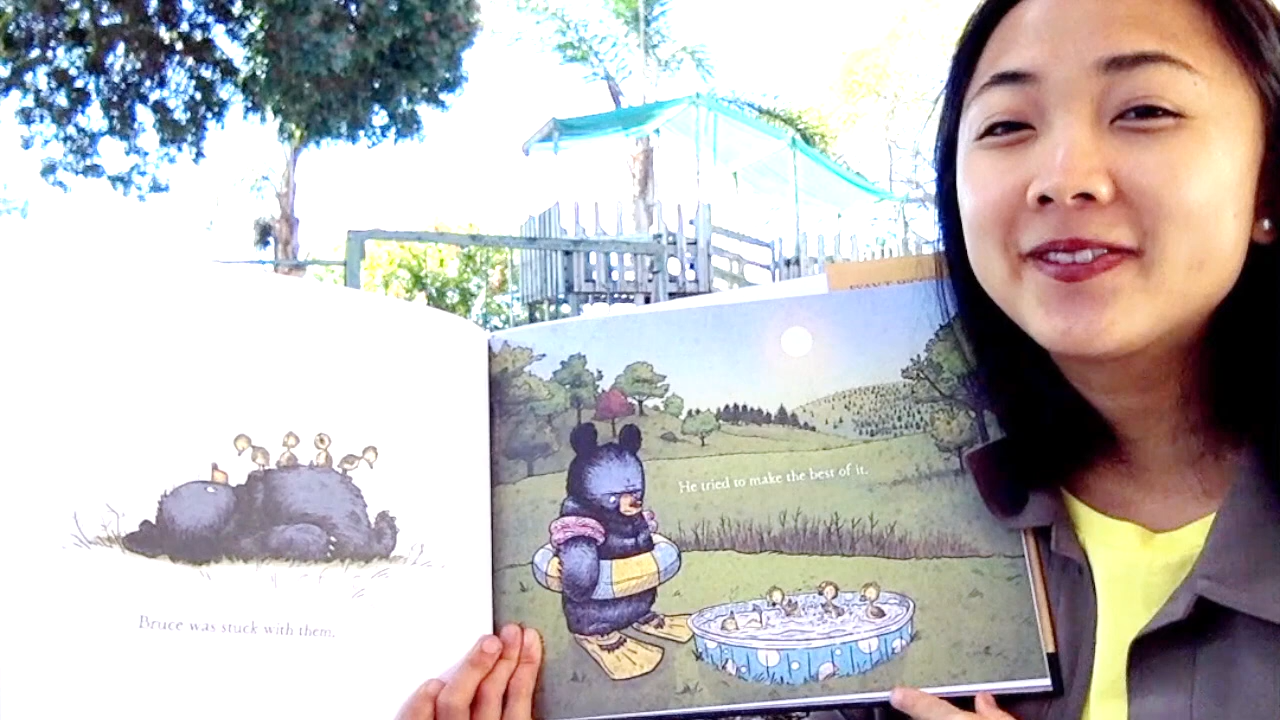 Bruce was stuck with them.
He tried to make the best of it.